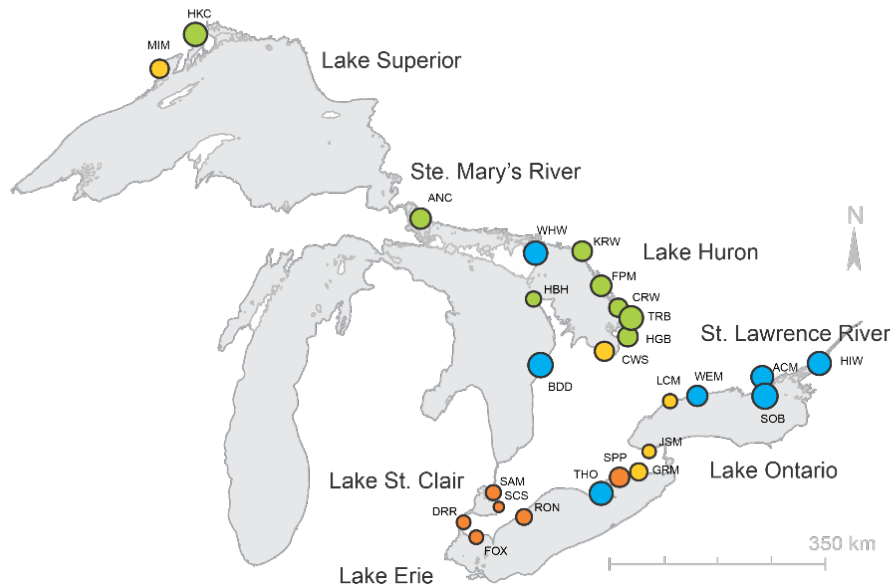 HKC
MIM
Lake Superior
Ste. Mary's River
ANC
WHW
KRW
Lake Huron
N
FPM
HBH
CRW
TRB
HGB
St. Lawrence River
CWS
BDD
LCM
WEM
ACM
HIW
SOB
JSM
SPP
GRM
Lake Ontario
THO
Lake St. Clair
SAM
SCS
DRR
RON
FOX
350 km
Lake Erie